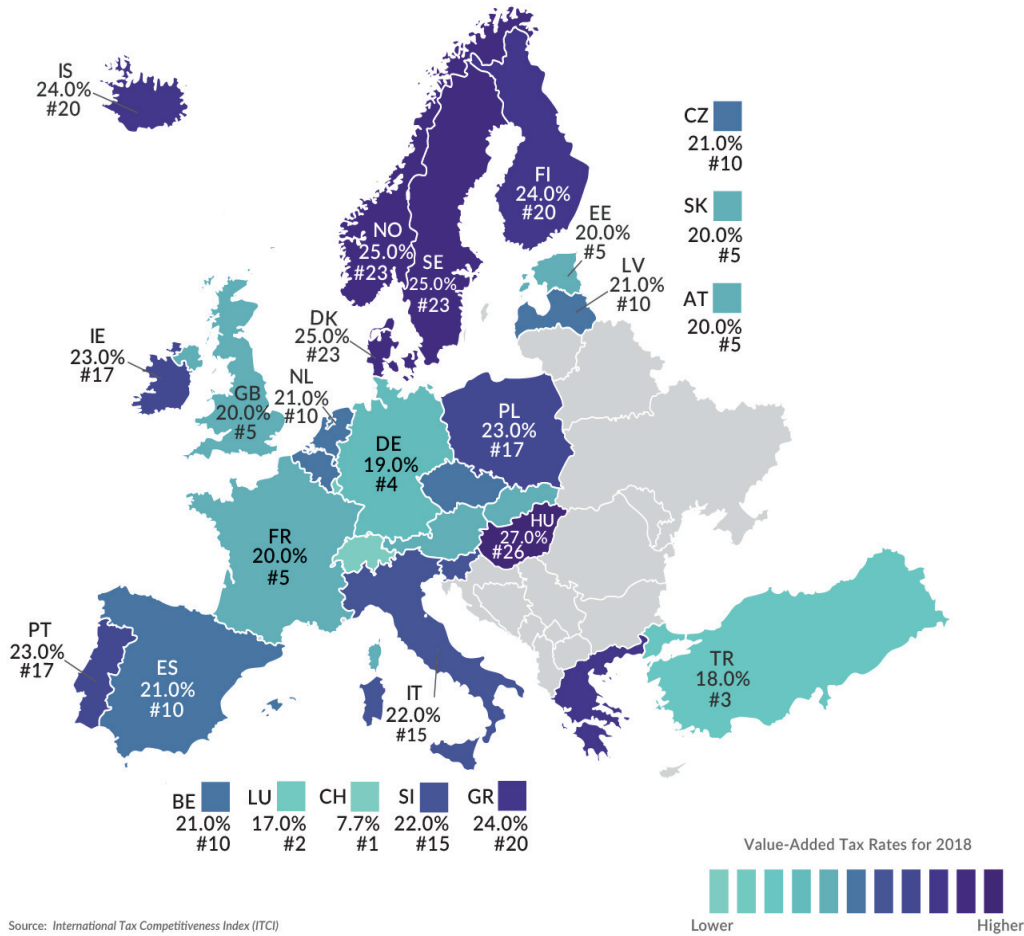 IS
24.0%
#20
CZ
21.0%
#10
FI
24.0%
#20
SK
20.0%
#5
EE
20.0%
#5
NO
25.0%
#23
SE
25.0%
#23
LV
21.0%
#10
AT
20.0%
#5
DK
25.0%
#23
IE
23.0%
#17
NL
21.0%
#10
GB
20.0%
#5
PL
23.0%
#17
DE
19.0%
#4
HU
27.0%
#26
FR
20.0%
#5
PT
23.0%
#17
ES
21.0%
#10
IT
22.0%
#15
TR
18.0%
#3
BE
21.0%
#10
LU
17.0%
#2
CH
7.7%
#1
SI
22.0%
#15
GR
24.0%
#20
Value-Added Tax Rates for 2018
Lower
Higher
Source: International Tax Competitiveness Index (ITCI)